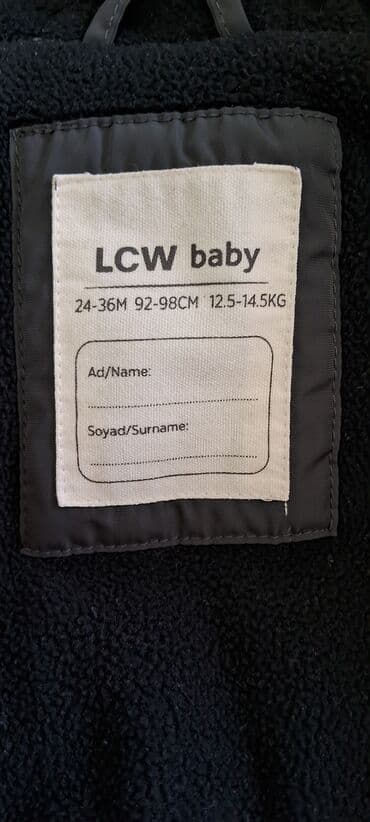 LCW baby
24-36M 92-98CM 12.5-14.5KG
Ad/Name:
Soyad/Surname: